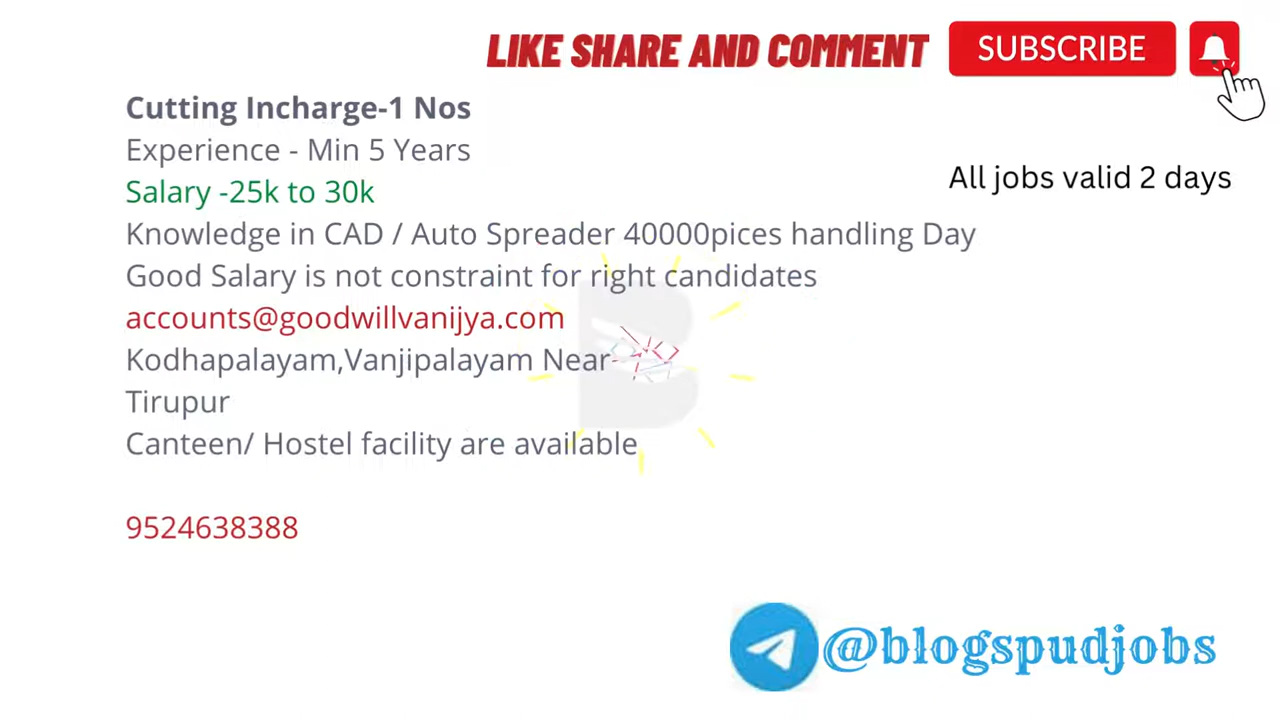 LIKE SHARE AND COMMENT
SUBSCRIBE
Cutting Incharge-1 Nos
Experience - Min 5 Years
All jobs valid 2 days
Salary -25k to 30k
Knowledge in CAD / Auto Spreader 40000pices handling Day
Good Salary is not constraint for right candidates
accounts@goodwillvanijya.com
Kodhapalayam,Vanjipalayam Near
Tirupur
Canteen/ Hostel facility are available
9524638388
@blogspudjobs